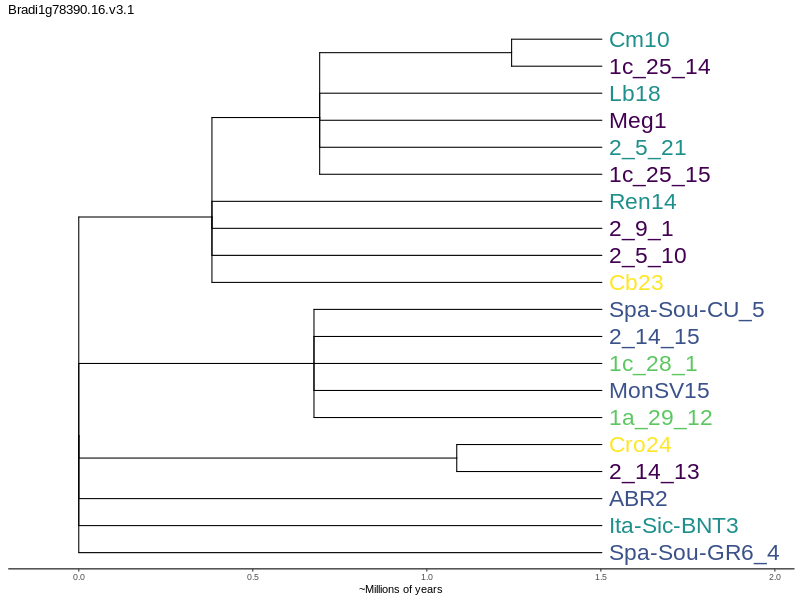 Bradi1g78390.16.v3.1
Cm10
1c_25_14
Lb18
Meg1
2_5_21
1c_25_15
Ren14
2_9_1
2_5_10
Cb23
Spa-Sou-CU_5
2_14_15
1c_28_1
MonSV15
1a_29_12
Cro24
2_14_13
ABR2
Ita-Sic-BNT3
Spa-Sou-GR6_4
0.0 0.5 1.0 1.5 2.0
~Millions of years